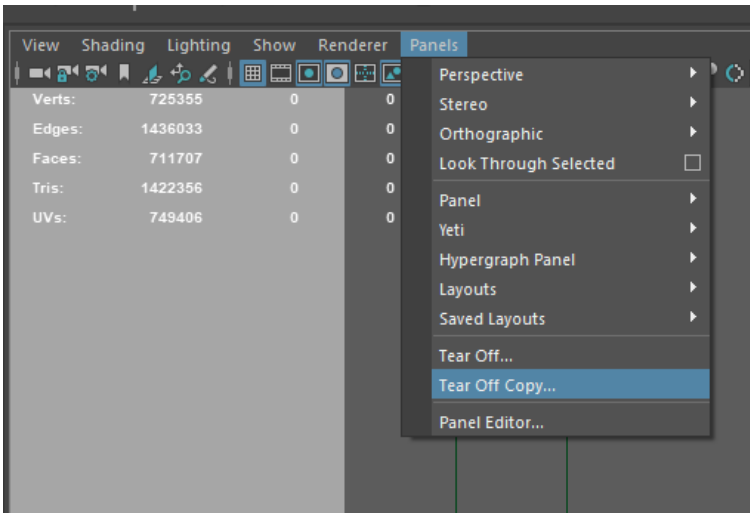 View Shading Lighting Show Renderer Panels
Verts: 725355 0 0
Edges: 1436033 0 0
Faces: 711707 0 0
Tris: 1422356 0 0
UVs: 749406 0 0
Perspective
Stereo
Orthographic
Look Through Selected
Panel
Yeti
Hypergraph Panel
Layouts
Saved Layouts
Tear Off...
Tear Off Copy...
Panel Editor...